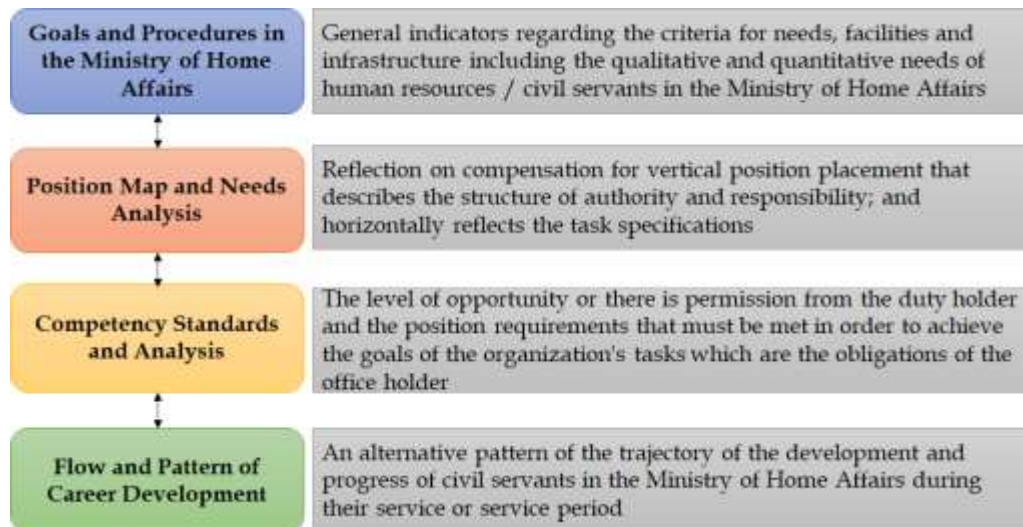 Goals and Procedures in
the Ministry of Home
Affairs
General indicators regarding the criteria for needs, facilities and
infrastructure including the qualitative and quantitative needs of
human resources / civil servants in the Ministry of Home Affairs
Position Map and Needs
Analysis
Reflection on compensation for vertical position placement that
describes the structure of authority and responsibility; and
horizontally reflects the task specifications
Competency Standards
and Analysis
The level of opportunity or there is permission from the duty holder
and the position requirements that must be met in order to achieve
the goals of the organization's tasks which are the obligations of the
office holder
Flow and Pattern of
Career Development
An alternative pattern of the trajectory of the development and
progress of civil servants in the Ministry of Home Affairs during
their service or service period